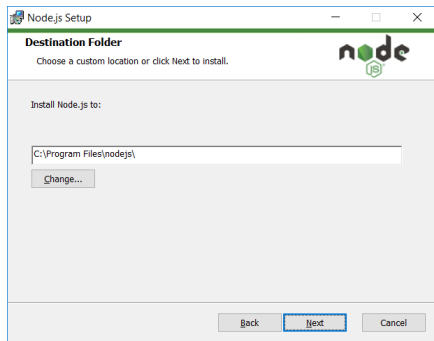 Node.js Setup
Destination Folder
Choose a custom location or click Next to install.
node
JS
Install Node.js to:
C:\Program Files\nodejs\
Change...
Back
Next
Cancel